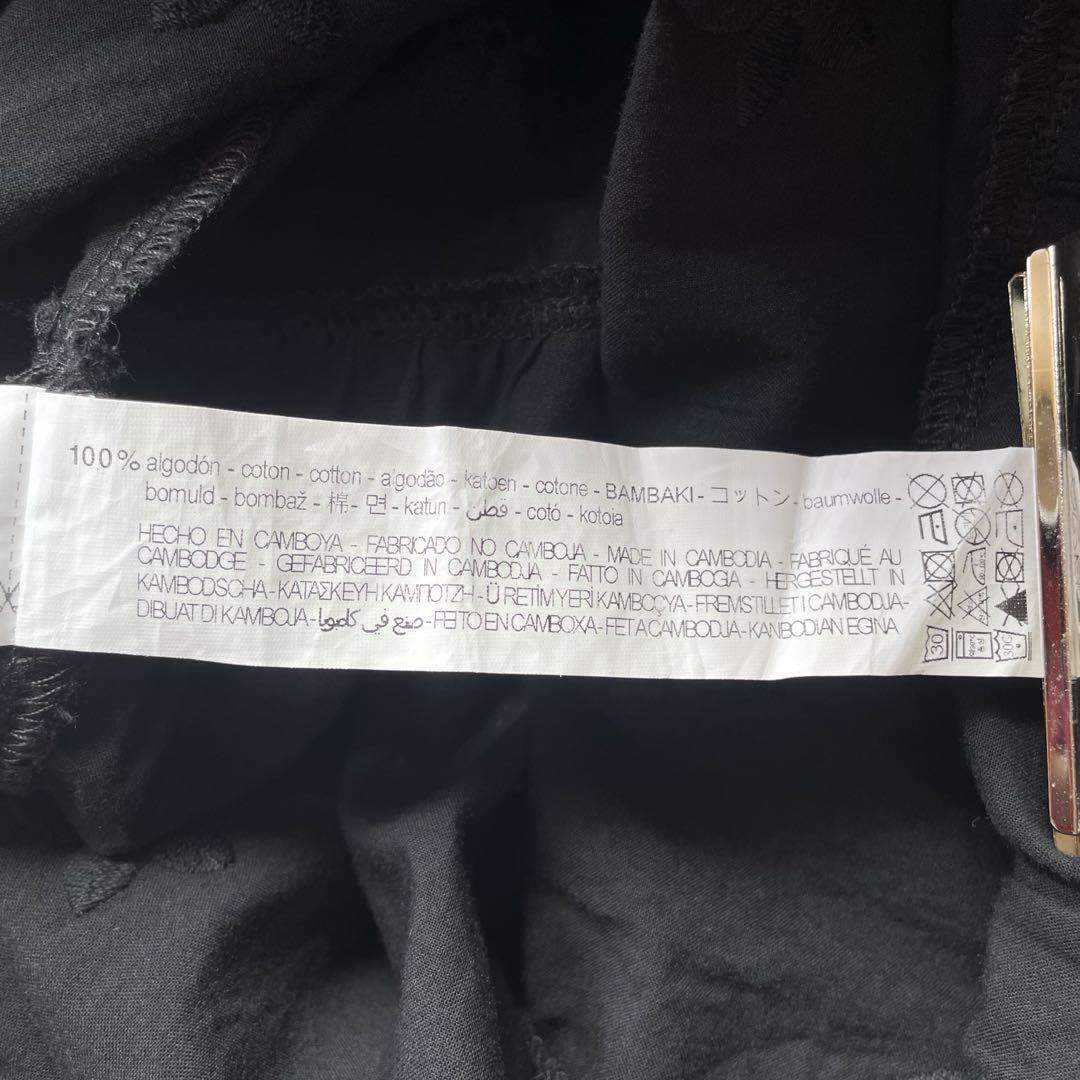 100% algodón - coton - cotton - algodão - katoen - cotone - BAMBAKI - コットン - baumwolle -
bomuld - bombaž - 棉 - 면 - katun - قطن - cotó - kotoia
HECHO EN CAMBOYA - FABRICADO NO CAMBOJA - MADE IN CAMBODIA - FABRIQUÉ AU
CAMBODGE - GEFABRICEERD IN CAMBODJA - FATTO IN CAMBOGIA - HERGESTELLT IN
KAMBODSCHA - ΚΑΤΑΣΚΕΥΗ ΚΑΜΠΟΤΖΗ - ÜRETIM YERI KAMBOÇYA - FREMSTILLET I CAMBODJA -
DIBUAT DI KAMBOJA - صنع في كامبوديا - FEITO EN CAMBOXA - FET A CAMBODJA - KANBODIAN EGINA
30
30C